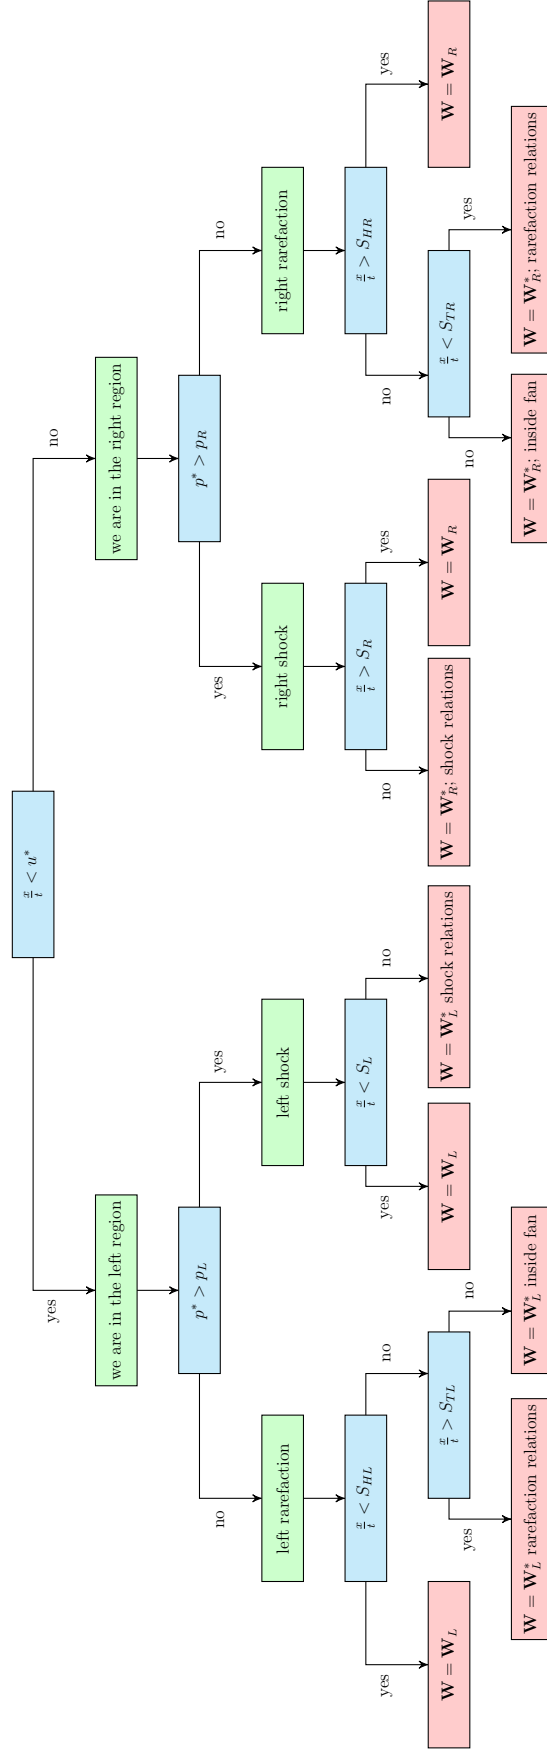 x/t < u*
yes
no
we are in the left region
we are in the right region
p* > p_L
p* > p_R
no
yes
yes
no
left rarefaction
left shock
right shock
right rarefaction
x/t < S_HL
x/t < S_L
x/t > S_R
x/t > S_HR
yes
no
yes
no
no
yes
no
yes
W = W_L
x/t > S_TL
W = W_L
W = W*_L shock relations
W = W*_R; shock relations
W = W_R
x/t < S_TR
W = W_R
yes
no
no
yes
W = W*_L rarefaction relations
W = W*_L inside fan
W = W*_R; inside fan
W = W*_R; rarefaction relations